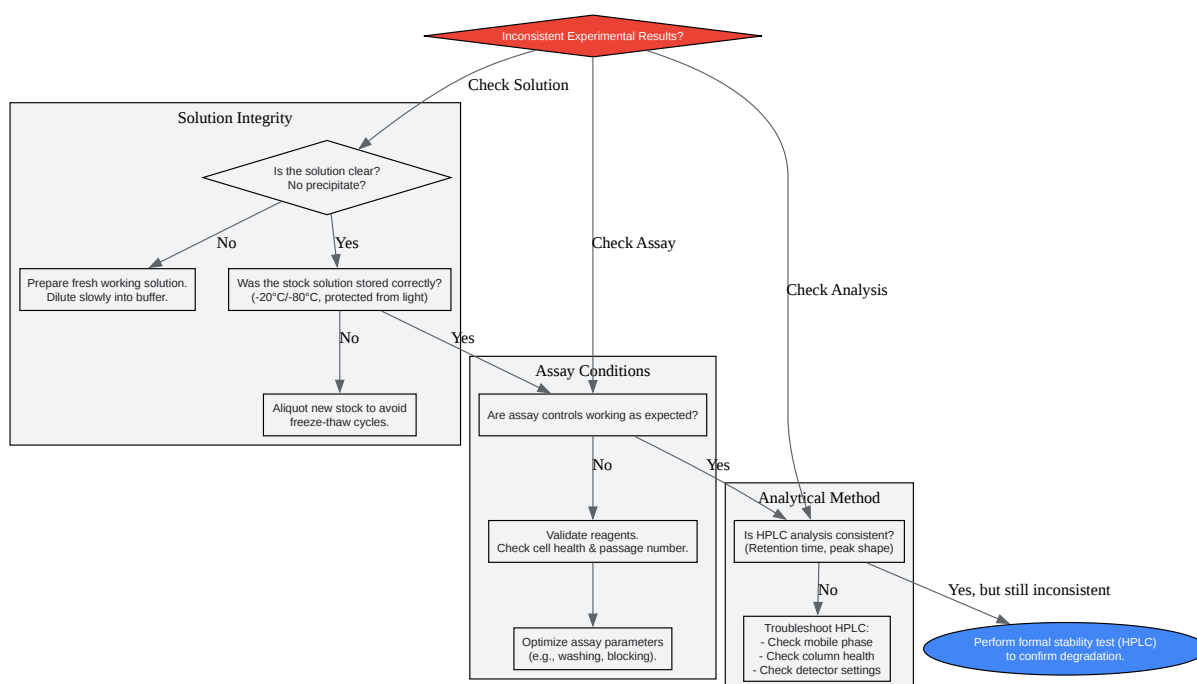 Inconsistent Experimental Results?
Check Solution
Solution Integrity
Is the solution clear?
No precipitate?
No
Yes
Check Assay
Prepare fresh working solution.
Dilute slowly into buffer.
Was the stock solution stored correctly?
(-20°C/-80°C, protected from light)
Check Analysis
No
Yes
Assay Conditions
Aliquot new stock to avoid
freeze-thaw cycles.
Are assay controls working as expected?
No
Yes
Analytical Method
Validate reagents.
Check cell health & passage number.
Is HPLC analysis consistent?
(Retention time, peak shape)
No
Yes, but still inconsistent
Optimize assay parameters
(e.g., washing, blocking).
Troubleshoot HPLC:
- Check mobile phase
- Check column health
- Check detector settings
Perform formal stability test (HPLC)
to confirm degradation.